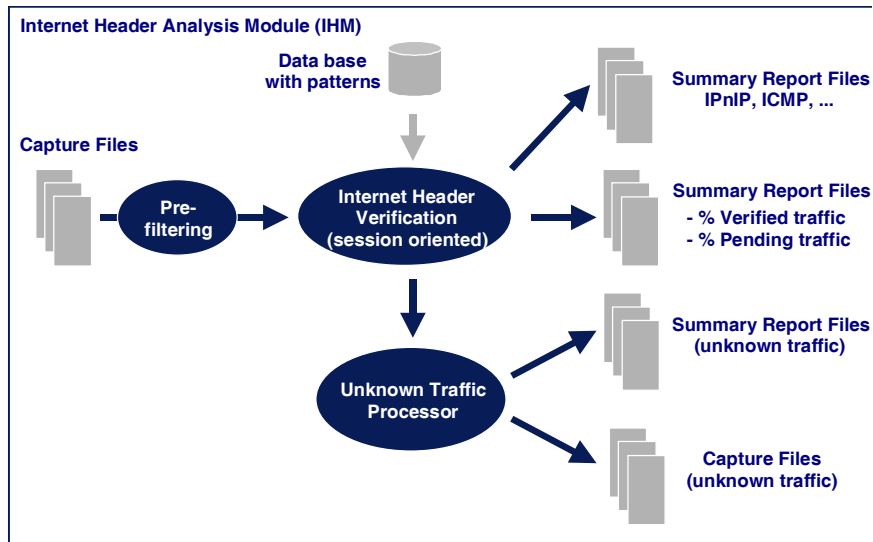 Internet Header Analysis Module (IHM)
Data base
with patterns
Summary Report Files
IPnIP, ICMP, ...
Capture Files
Pre-
filtering
Internet Header
Verification
(session oriented)
Summary Report Files
- % Verified traffic
- % Pending traffic
Summary Report Files
(unknown traffic)
Unknown Traffic
Processor
Capture Files
(unknown traffic)